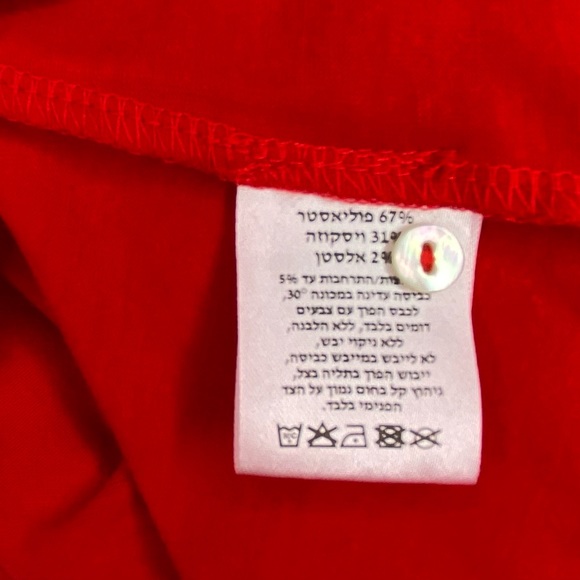 67% פוליאסטר
31% ויסקוזה
2% אלסטן
התרחבות עד 5%
כביסה עדינה במכונה 30°,
לכבס הפוך עם צבעים
דומים בלבד, ללא הלבנה,
ללא ניקוי יבש,
לא לייבש במייבש כביסה,
ייבוש הפוך בתליה בצל,
גיהוץ קל בחום נמוך על הצד
הפנימי בלבד.